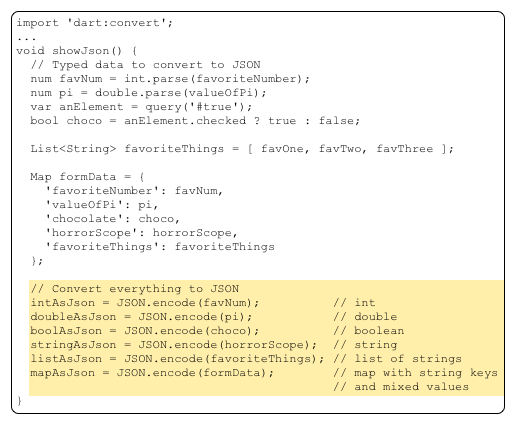 import 'dart:convert';
...
void showJson() {
  // Typed data to convert to JSON
  num favNum = int.parse(favoriteNumber);
  num pi = double.parse(valueOfPi);
  var anElement = query('#true');
  bool choco = anElement.checked ? true : false;

  List<String> favoriteThings = [ favOne, favTwo, favThree ];

  Map formData = {
    'favoriteNumber': favNum,
    'valueOfPi': pi,
    'chocolate': choco,
    'horrorScope': horrorScope,
    'favoriteThings': favoriteThings
  };

  // Convert everything to JSON
  intAsJson = JSON.encode(favNum);          // int
  doubleAsJson = JSON.encode(pi);           // double
  boolAsJson = JSON.encode(choco);          // boolean
  stringAsJson = JSON.encode(horrorScope);  // string
  listAsJson = JSON.encode(favoriteThings); // list of strings
  mapAsJson = JSON.encode(formData);        // map with string keys
                                            // and mixed values
}